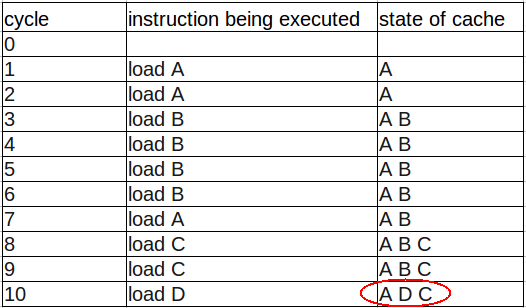 cycle instruction being executed state of cache
0
1 load A A
2 load A A
3 load B A B
4 load B A B
5 load B A B
6 load B A B
7 load A A B
8 load C A B C
9 load C A B C
10 load D A D C